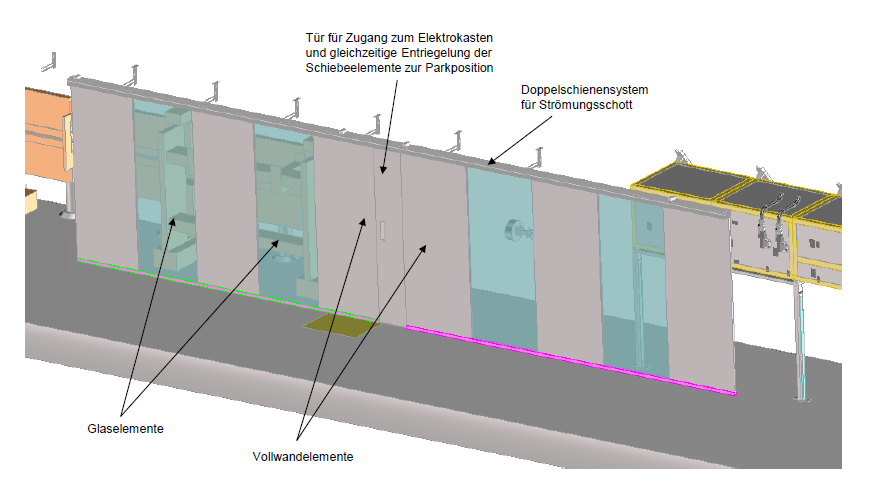 Tür für Zugang zum Elektrokasten
und gleichzeitige Entriegelung der
Schiebeelemente zur Parkposition
Doppelschienensystem
für Strömungsschott
Glaselemente
Vollwandelemente